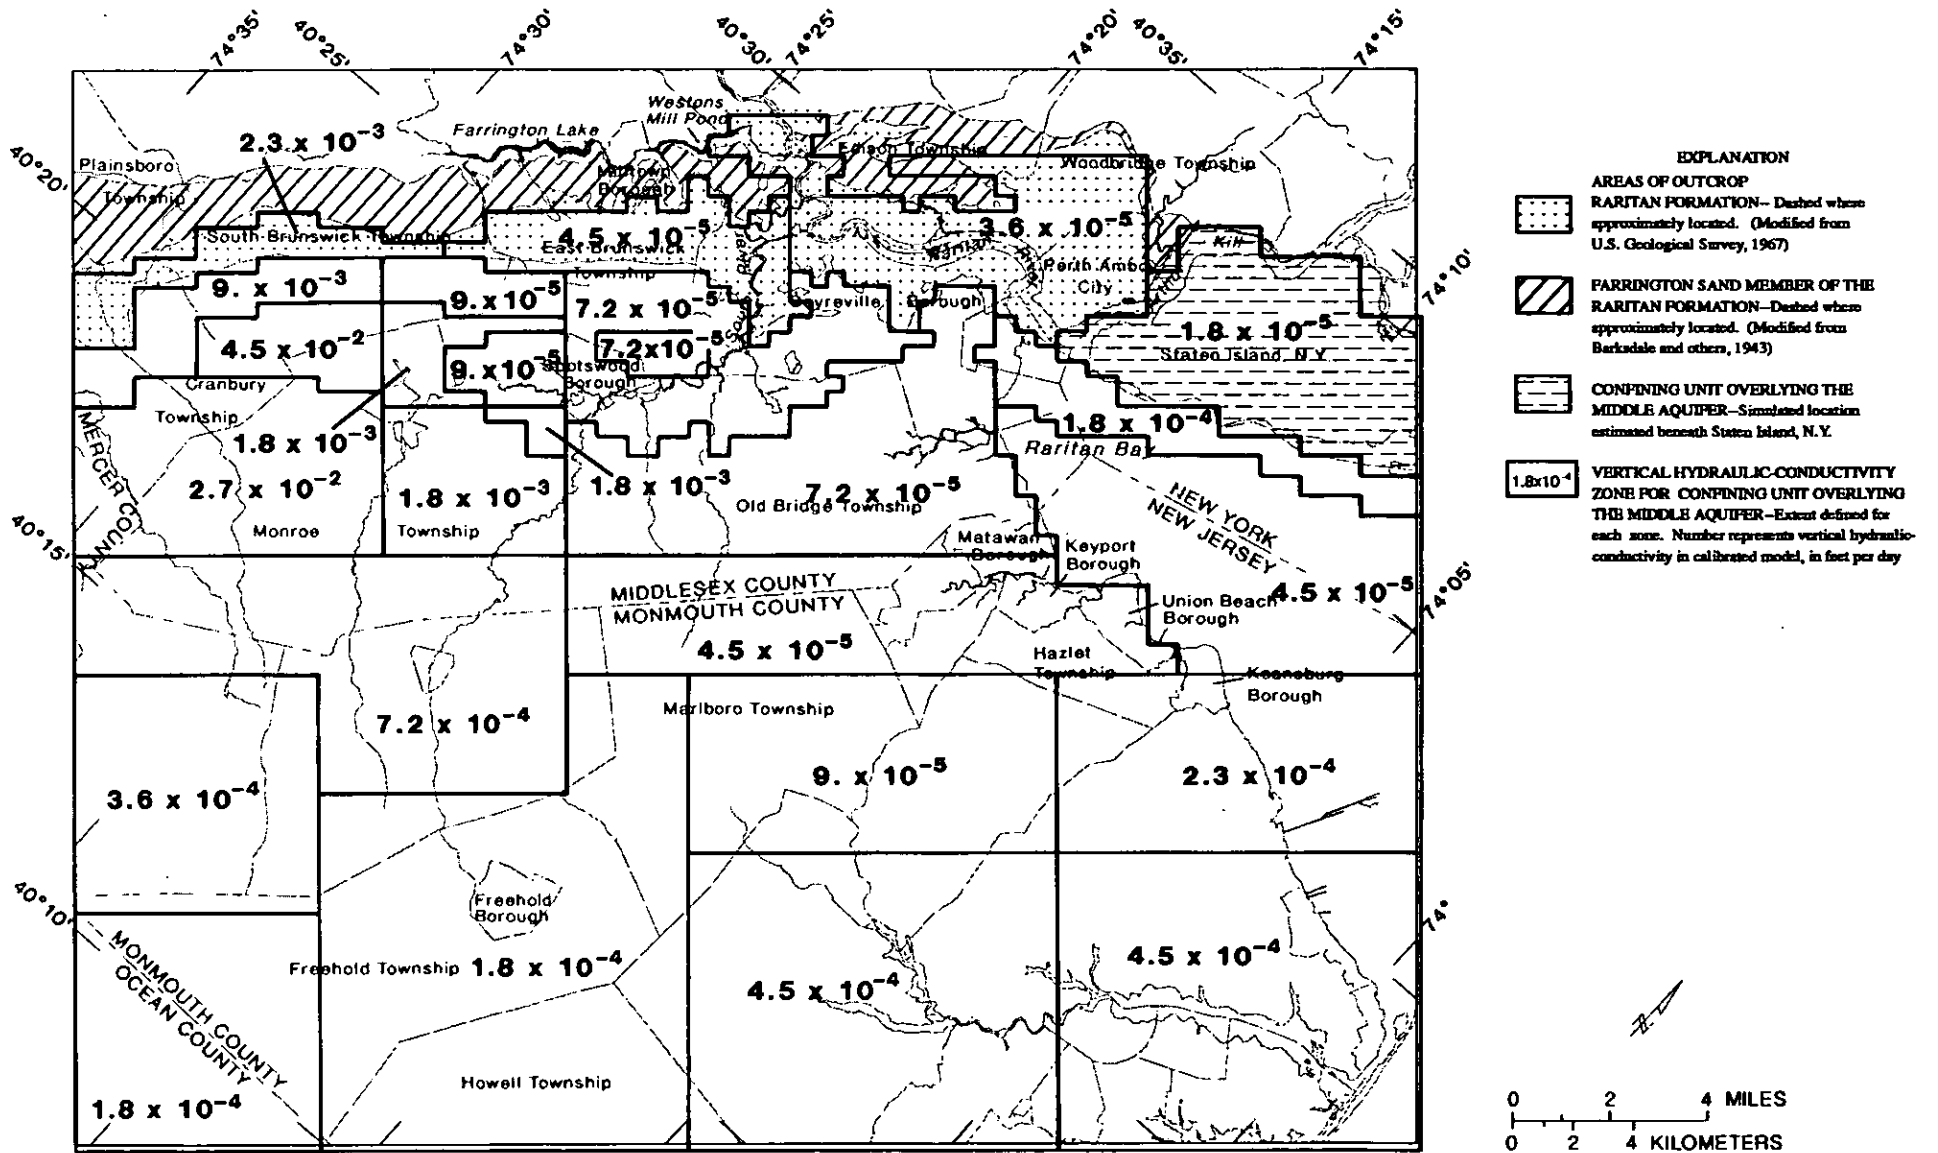 74°35'
40°25'
74°30'
40°30'
74°25'
74°20'
40°35'
74°15'
Westons
Mill Pond
Farrington Lake
2.3 x 10⁻³
40°20'
Plainsboro
Township
Milltown
Borough
Edison Township
Woodbridge Township
South Brunswick Township
4.5 x 10⁻⁵
East Brunswick
Township
South River
3.6 x 10⁻⁵
Raritan
River
Perth Amboy
City
Kill
74°10'
9. x 10⁻³
9. x 10⁻⁵
7.2 x 10⁻⁵
Sayreville Borough
4.5 x 10⁻²
9. x 10⁻⁵
7.2x10⁻⁵
Spotswood
Borough
1.8 x 10⁻⁵
Staten Island, N.Y.
Cranbury
Township
1.8 x 10⁻³
1.8 x 10⁻⁴
Raritan Bay
MERCER COUNTY
2.7 x 10⁻²
1.8 x 10⁻³
1.8 x 10⁻³
7.2 x 10⁻⁵
Old Bridge Township
NEW YORK
NEW JERSEY
Monroe
Township
40°15'
Matawan
Borough
Keyport
Borough
MIDDLESEX COUNTY
MONMOUTH COUNTY
4.5 x 10⁻⁵
74°05'
Union Beach
Borough
4.5 x 10⁻⁵
Hazlet
Township
Keansburg
Borough
Marlboro Township
7.2 x 10⁻⁴
3.6 x 10⁻⁴
9. x 10⁻⁵
2.3 x 10⁻⁴
40°10'
Freehold
Borough
74°
MONMOUTH COUNTY
OCEAN COUNTY
Freehold Township
1.8 x 10⁻⁴
4.5 x 10⁻⁴
4.5 x 10⁻⁴
Howell Township
1.8 x 10⁻⁴
EXPLANATION
AREAS OF OUTCROP
RARITAN FORMATION-- Dashed where
approximately located. (Modified from
U.S. Geological Survey, 1967)
FARRINGTON SAND MEMBER OF THE
RARITAN FORMATION--Dashed where
approximately located. (Modified from
Barksdale and others, 1943)
CONFINING UNIT OVERLYING THE
MIDDLE AQUIFER--Simulated location
estimated beneath Staten Island, N.Y.
1.8x10⁻⁴
VERTICAL HYDRAULIC-CONDUCTIVITY
ZONE FOR CONFINING UNIT OVERLYING
THE MIDDLE AQUIFER--Extent defined for
each zone. Number represents vertical hydraulic-
conductivity in calibrated model, in feet per day
0 2 4 MILES
0 2 4 KILOMETERS